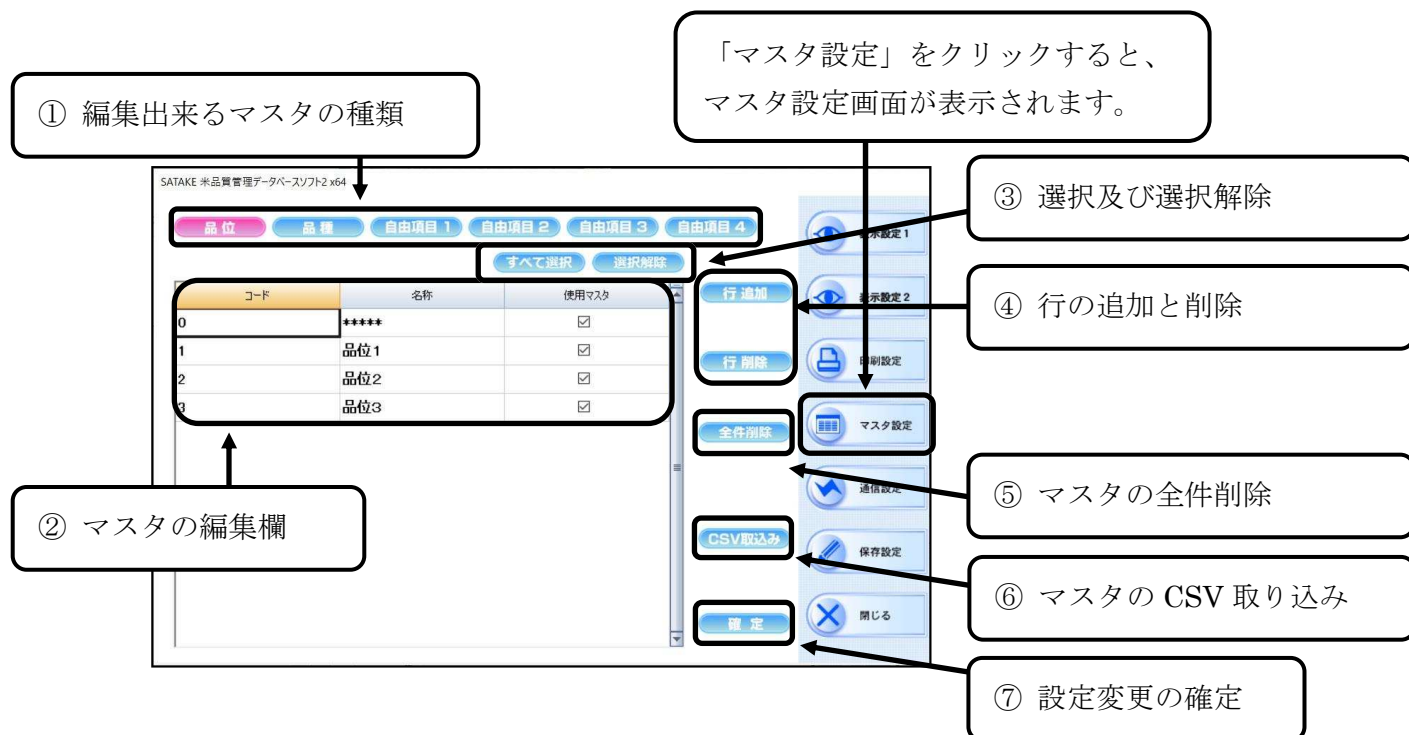 「マスタ設定」をクリックすると、
マスタ設定画面が表示されます。
① 編集出来るマスタの種類
SATAKE 米品質管理データベースソフト2 x64
品 位
品 種
自由項目 1
自由項目 2
自由項目 3
自由項目 4
すべて選択
選択解除
コード 名称 使用マスタ
0 *****
1 品位1
2 品位2
3 品位3
行 追加
行 削除
全件削除
CSV取込み
確 定
表示設定 1
表示設定 2
印刷設定
マスタ設定
通信設定
保存設定
閉じる
② マスタの編集欄
③ 選択及び選択解除
④ 行の追加と削除
⑤ マスタの全件削除
⑥ マスタの CSV 取り込み
⑦ 設定変更の確定